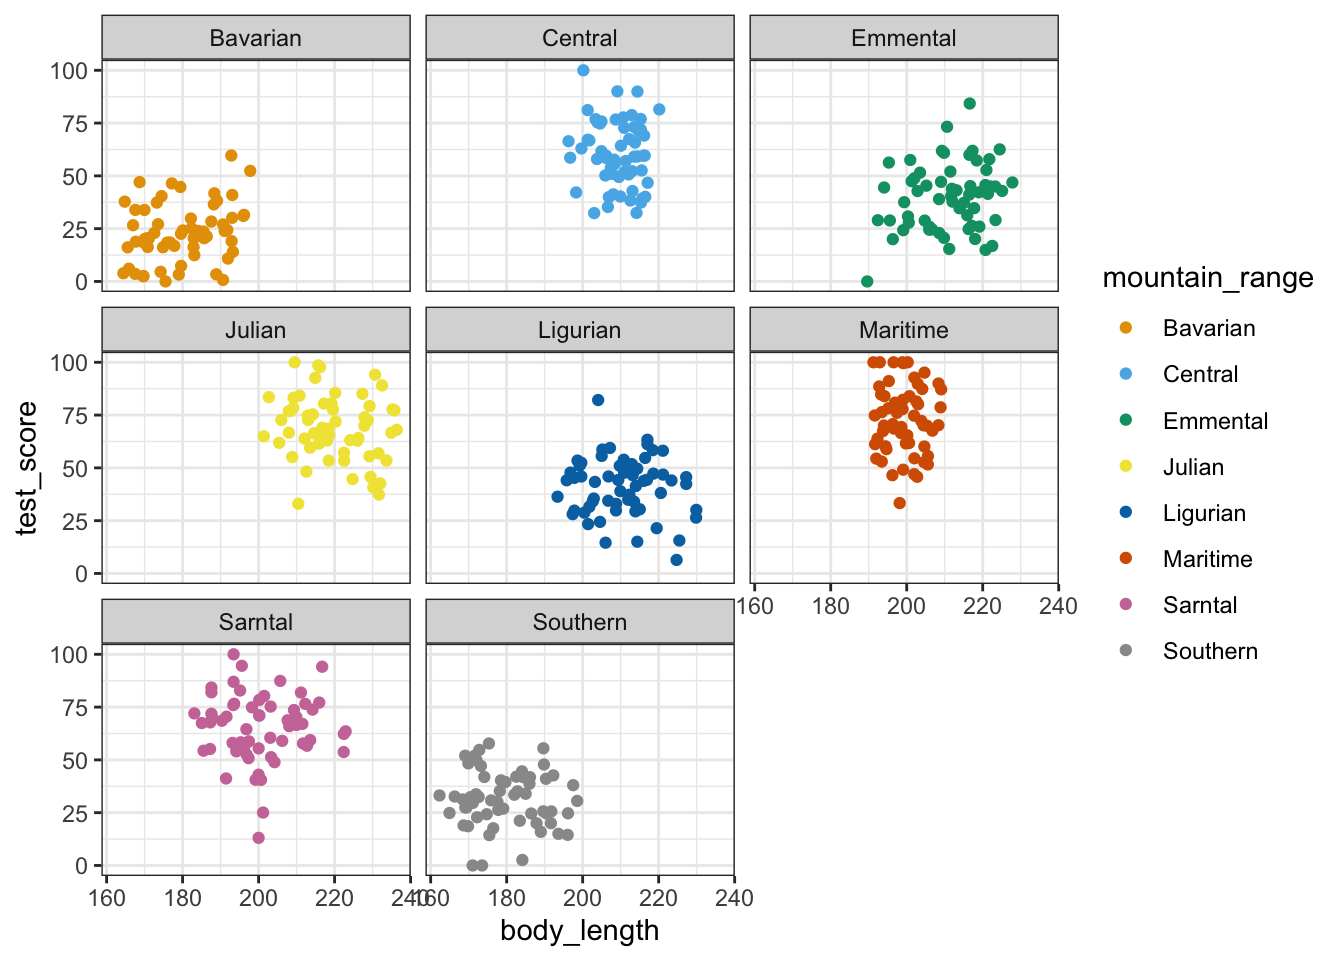 Bavarian Central Emmental
100
75
50
25
0
Julian Ligurian Maritime
100
75
50
25
0
160 180 200 220 240
Sarntal Southern
100
75
50
25
0
160 180 200 220 240 160 180 200 220 240
body_length
test_score
mountain_range
Bavarian
Central
Emmental
Julian
Ligurian
Maritime
Sarntal
Southern